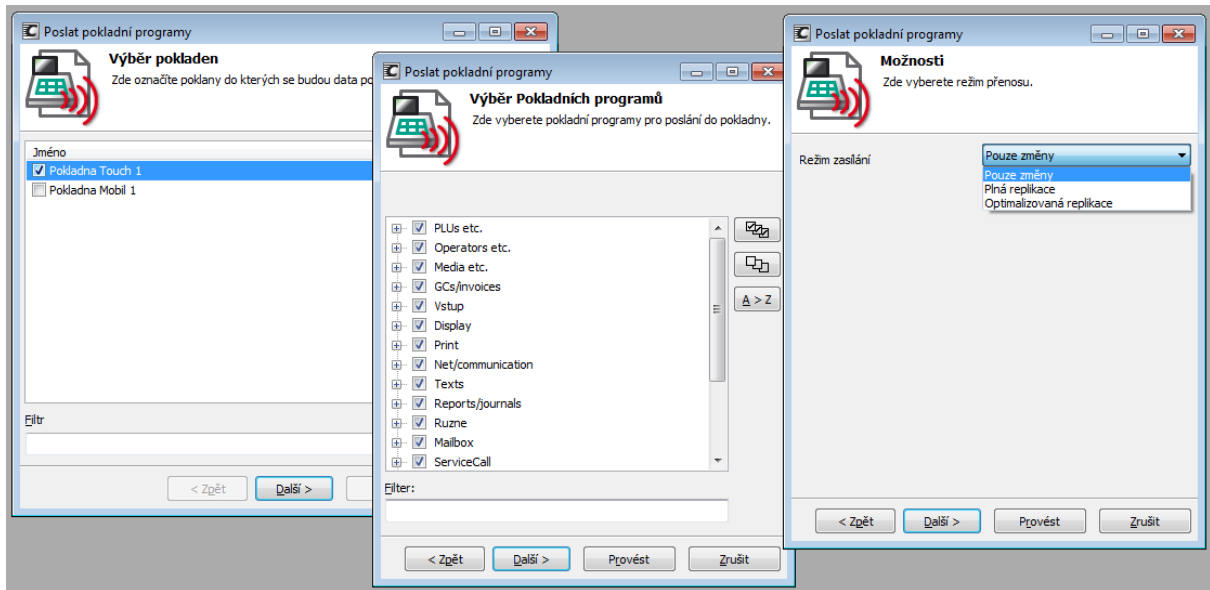 Poslat pokladní programy
Výběr pokladen
Zde označíte poklany do kterých se budou data po
Jméno
Pokladna Touch 1
Pokladna Mobil 1
Filtr
< Zpět
Další >
Poslat pokladní programy
Výběr Pokladních programů
Zde vyberete pokladní programy pro poslání do pokladny.
PLUs etc.
Operators etc.
Media etc.
GCs/invoices
Vstup
Display
Print
Net/communication
Texts
Reports/journals
Ruzne
Mailbox
ServiceCall
A > Z
Filter:
< Zpět
Další >
Provést
Zrušit
Poslat pokladní programy
Možnosti
Zde vyberete režim přenosu.
Režim zasílání
Pouze změny
Pouze změny
Plná replikace
Optimalizovaná replikace
< Zpět
Další >
Provést
Zrušit